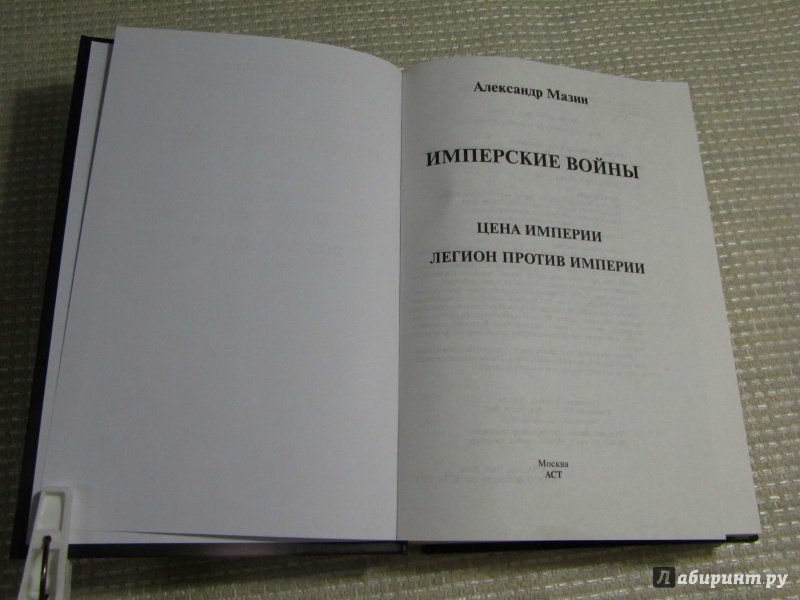 Александр Мазин
ИМПЕРСКИЕ ВОЙНЫ
ЦЕНА ИМПЕРИИ
ЛЕГИОН ПРОТИВ ИМПЕРИИ
Москва
АСТ
Лабиринт.ру